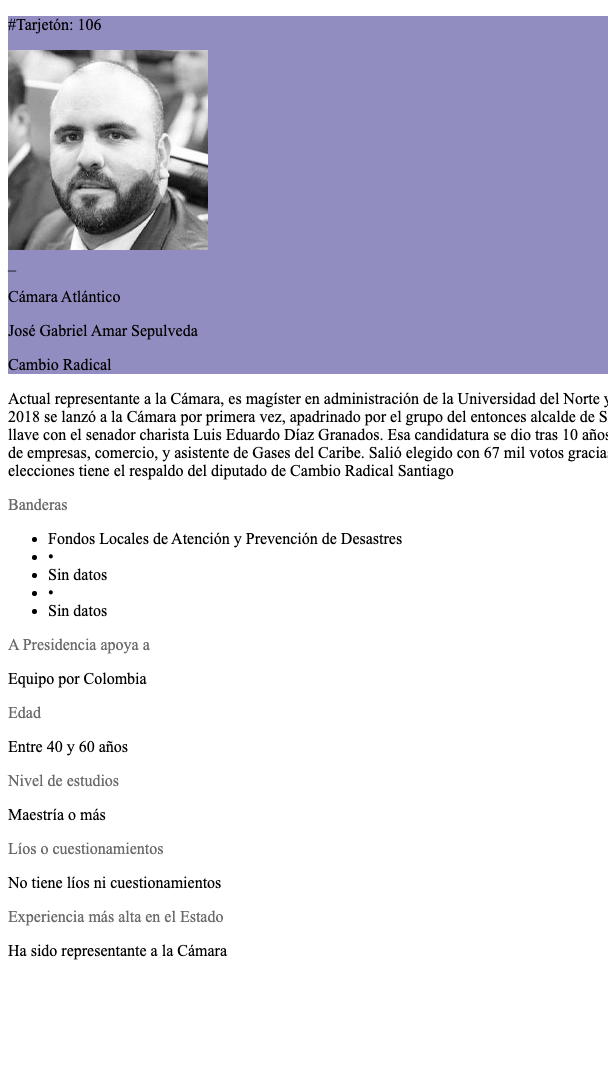 #Tarjetón: 106
_
Cámara Atlántico
José Gabriel Amar Sepulveda
Cambio Radical
Actual representante a la Cámara, es magíster en administración de la Universidad del Norte y
2018 se lanzó a la Cámara por primera vez, apadrinado por el grupo del entonces alcalde de S
llave con el senador charista Luis Eduardo Díaz Granados. Esa candidatura se dio tras 10 años
de empresas, comercio, y asistente de Gases del Caribe. Salió elegido con 67 mil votos gracia
elecciones tiene el respaldo del diputado de Cambio Radical Santiago
Banderas
• Fondos Locales de Atención y Prevención de Desastres
• •
• Sin datos
• •
• Sin datos
A Presidencia apoya a
Equipo por Colombia
Edad
Entre 40 y 60 años
Nivel de estudios
Maestría o más
Líos o cuestionamientos
No tiene líos ni cuestionamientos
Experiencia más alta en el Estado
Ha sido representante a la Cámara